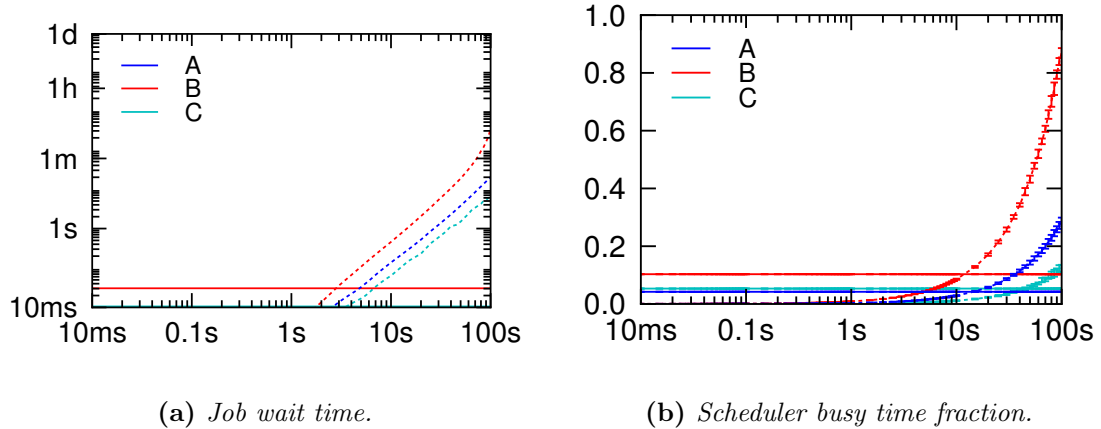 1d
1h
1m
1s
10ms
A
B
C
10ms 0.1s 1s 10s 100s
(a) Job wait time.
1.0
0.8
0.6
0.4
0.2
0.0
A
B
C
10ms 0.1s 1s 10s 100s
(b) Scheduler busy time fraction.